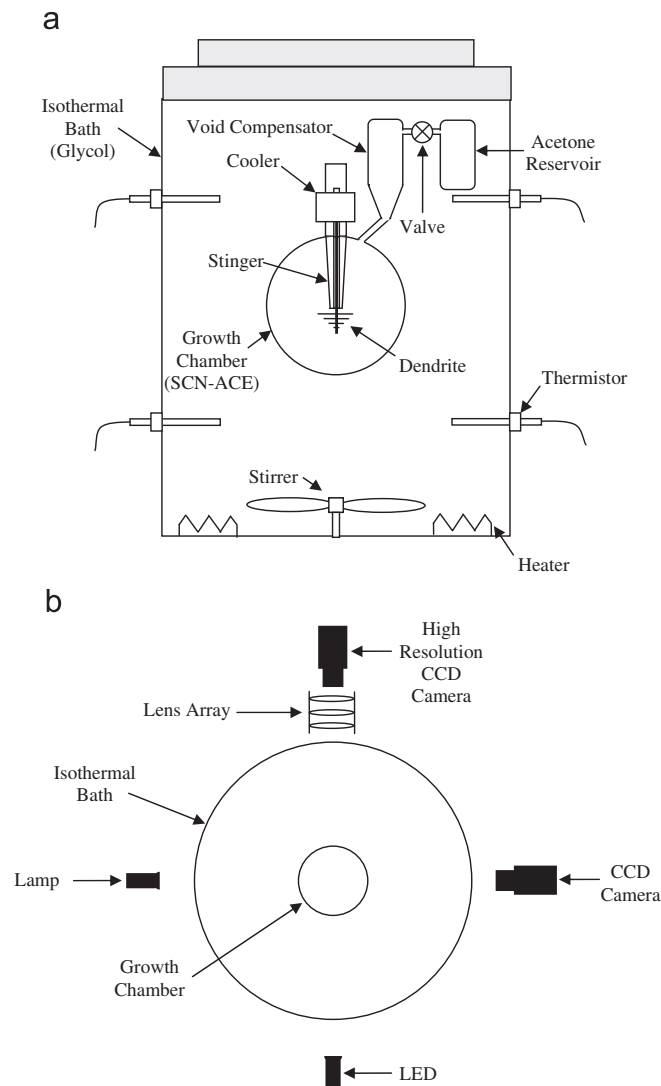 a
Isothermal
Bath
(Glycol)
Void Compensator
Cooler
Acetone
Reservoir
Valve
Stinger
Growth
Chamber
(SCN-ACE)
Dendrite
Thermistor
Stirrer
Heater
b
High
Resolution
CCD
Camera
Lens Array
Isothermal
Bath
Lamp
CCD
Camera
Growth
Chamber
LED